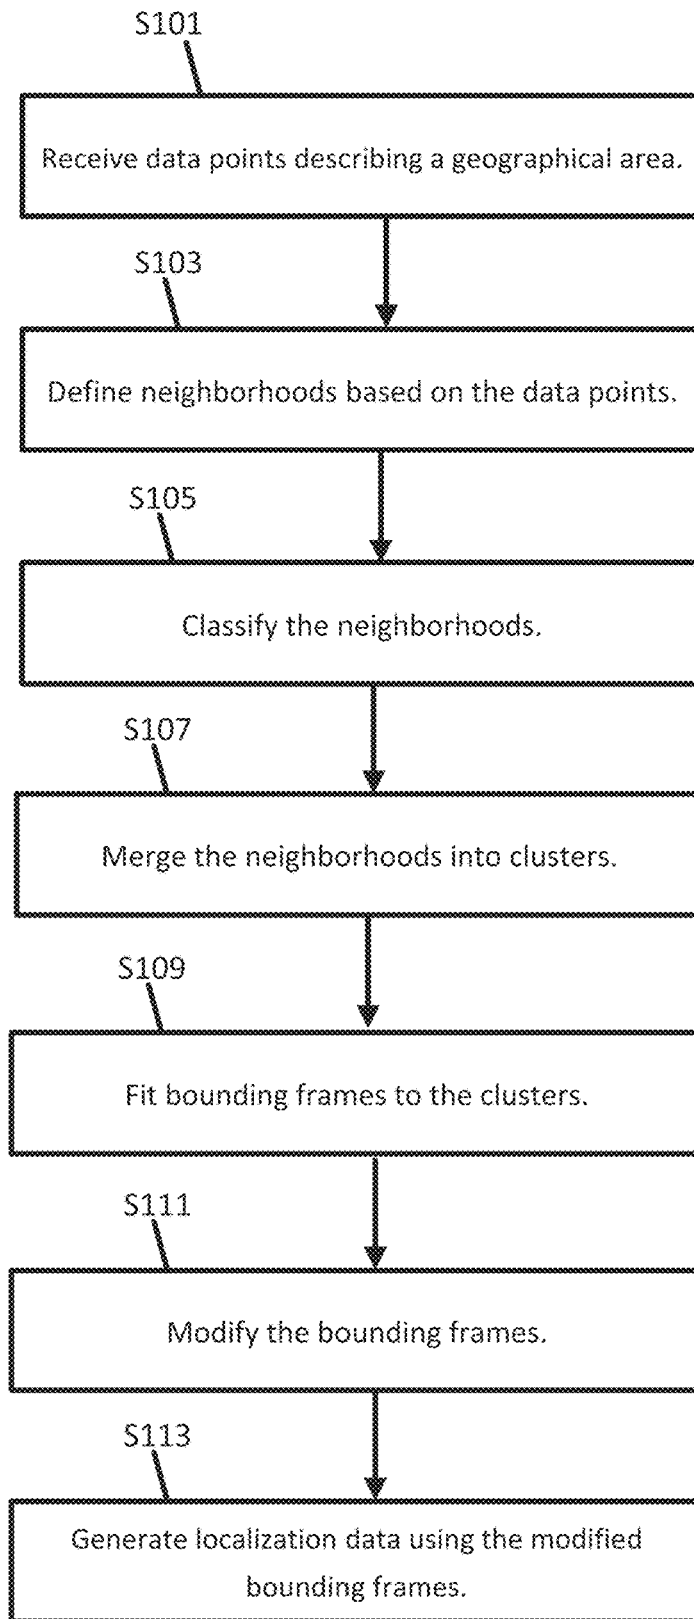 S101
Receive data points describing a geographical area.
S103
Define neighborhoods based on the data points.
S105
Classify the neighborhoods.
S107
Merge the neighborhoods into clusters.
S109
Fit bounding frames to the clusters.
S111
Modify the bounding frames.
S113
Generate localization data using the modified
bounding frames.